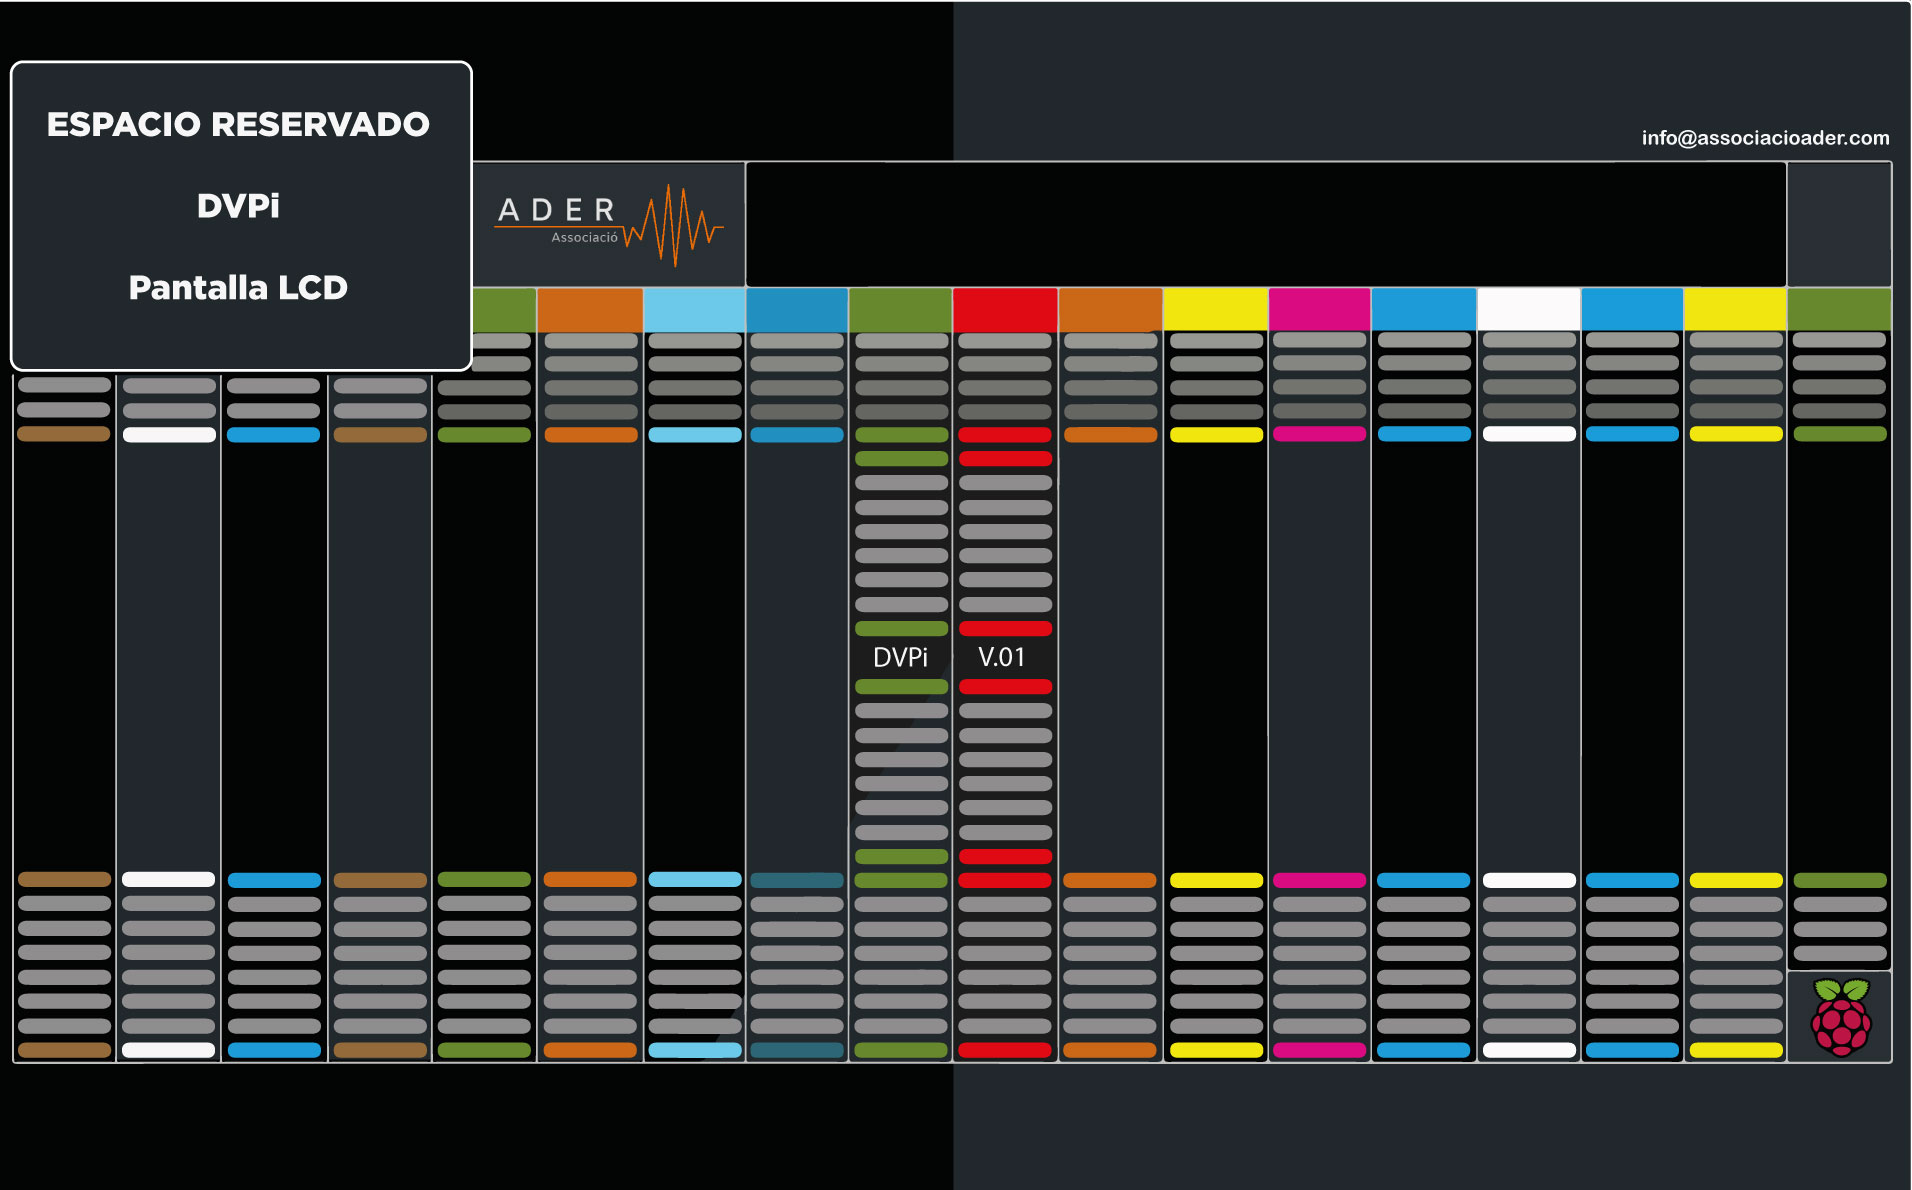 info@associacioader.com
ESPACIO RESERVADO
DVPi
Pantalla LCD
ADER
Associació
DVPi
V.01